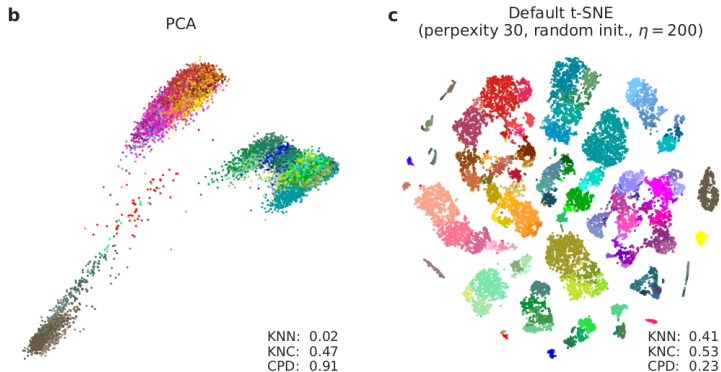 b
PCA
KNN: 0.02
KNC: 0.47
CPD: 0.91
c
Default t-SNE
(perpexity 30, random init., η = 200)
KNN: 0.41
KNC: 0.53
CPD: 0.23